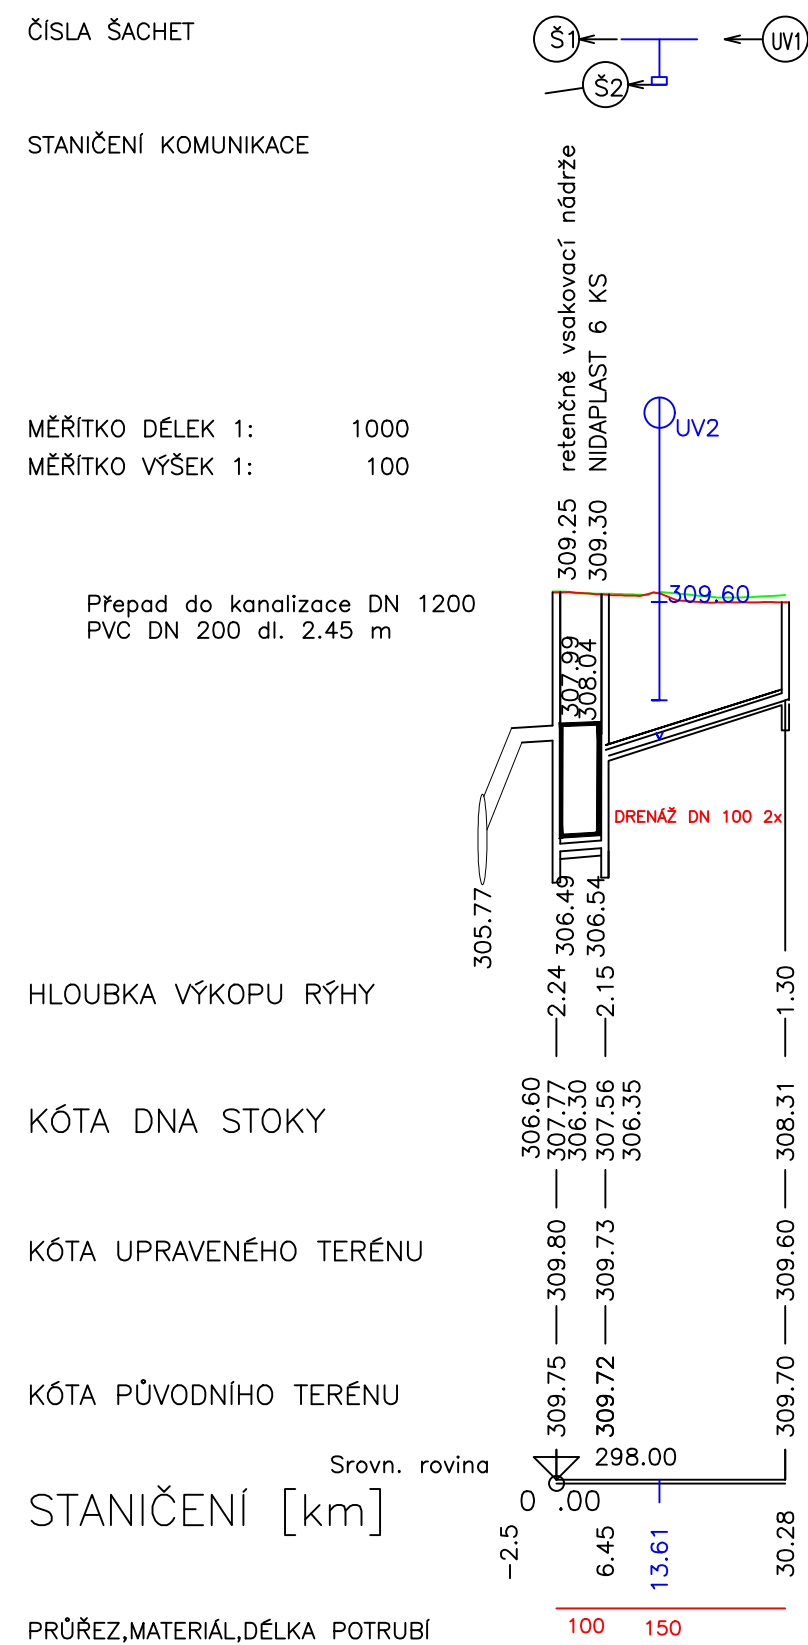 ČÍSLA ŠACHET
Š1
UV1
Š2
STANIČENÍ KOMUNIKACE
retenčně vsakovací nádrže
NIDAPLAST 6 KS
MĚŘÍTKO DÉLEK 1: 1000
MĚŘÍTKO VÝŠEK 1: 100
UV2
309.25
309.30
309.60
Přepad do kanalizace DN 1200
PVC DN 200 dl. 2.45 m
307.99
308.04
DRENÁŽ DN 100 2x
305.77
306.49
306.54
HLOUBKA VÝKOPU RÝHY 2.24 2.15 1.30
KÓTA DNA STOKY 306.60 307.77 306.30 307.56 306.35 308.31
KÓTA UPRAVENÉHO TERÉNU 309.80 309.73 309.60
KÓTA PŮVODNÍHO TERÉNU 309.75 309.72 309.70
Srovn. rovina 298.00
STANIČENÍ [km] 0 .00
-2.5 6.45 13.61 30.28
PRŮŘEZ,MATERIÁL,DÉLKA POTRUBÍ 100 150